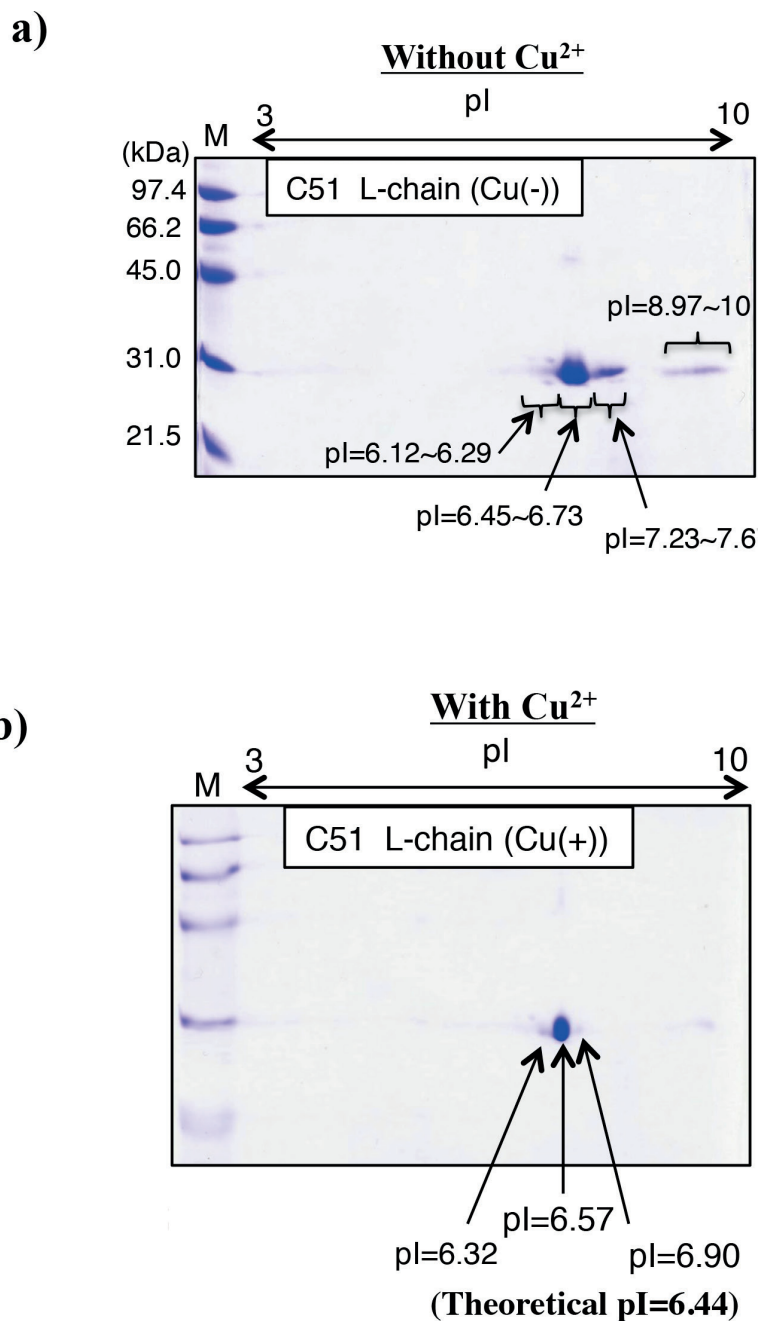 a)
Without Cu²⁺
pI
3 10
M
(kDa)
C51 L-chain (Cu(-))
97.4
66.2
45.0
pI=8.97~10
31.0
21.5
pI=6.12~6.29
pI=6.45~6.73
pI=7.23~7.6
b)
With Cu²⁺
pI
3 10
M
C51 L-chain (Cu(+))
pI=6.57
pI=6.32
pI=6.90
(Theoretical pI=6.44)